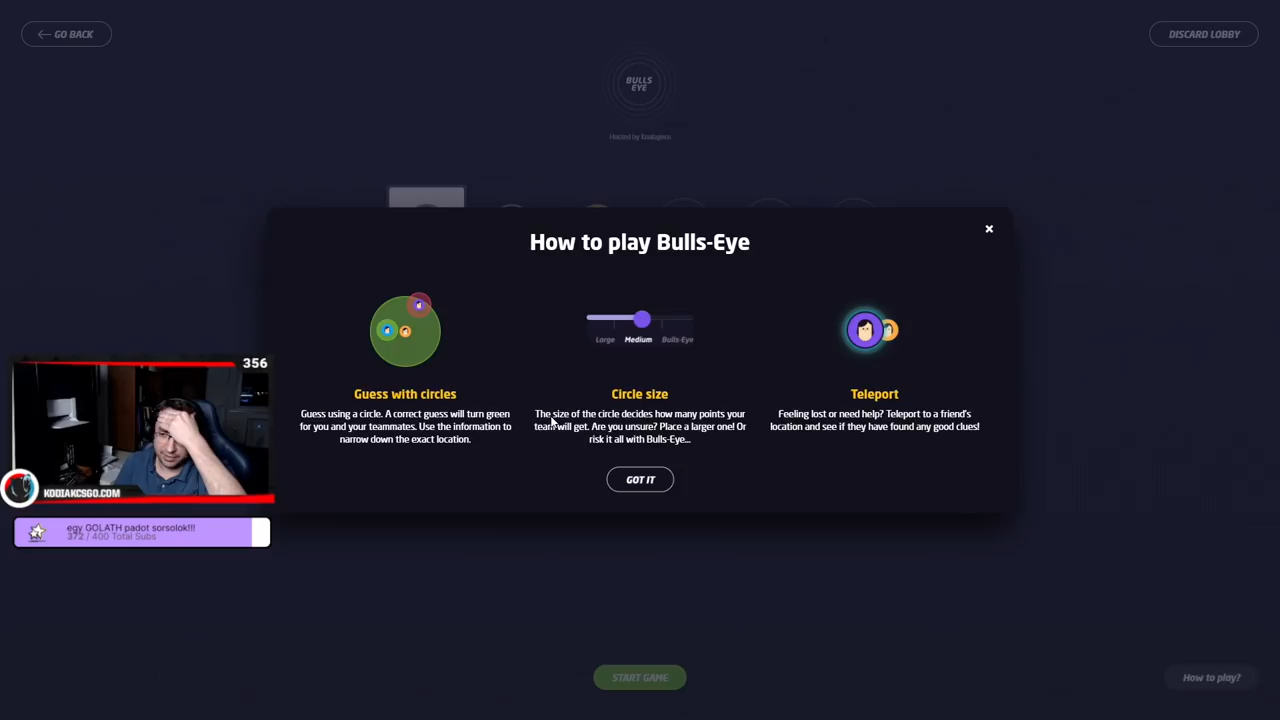 GO BACK
DISCARD LOBBY
BULLS
EYE
Hosted by
How to play Bulls-Eye
Large Medium Bulls-Eye
Guess with circles
Guess using a circle. A correct guess will turn green
for you and your teammates. Use the information to
narrow down the exact location.
Circle size
The size of the circle decides how many points your
team will get. Are you unsure? Place a larger one! Or
risk it all with Bulls-Eye...
Teleport
Feeling lost or need help? Teleport to a friend's
location and see if they have found any good clues!
GOT IT
356
KODIAKCSGO.COM
egy GOLATH padot sorsolok!!!
372 / 400 Total Subs
START GAME
How to play?